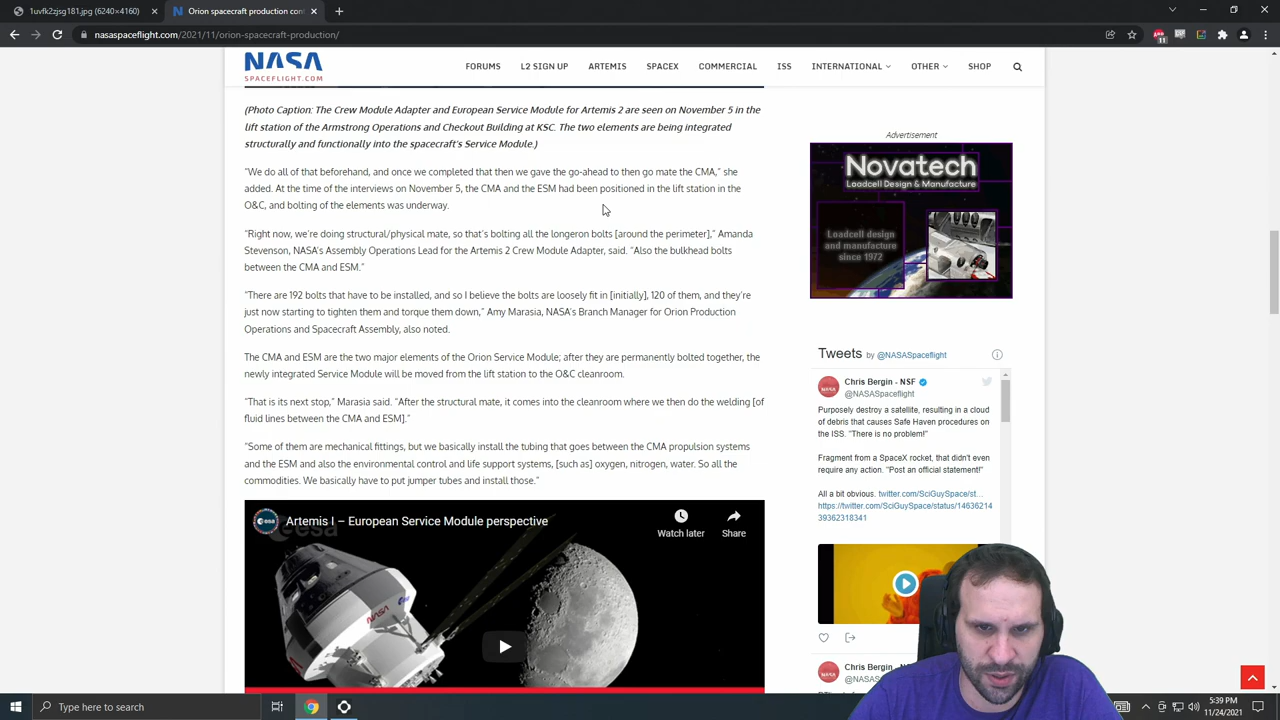 1uvfk2zjsg181.jpg (6240×4160)
Orion spacecraft production
nasaspaceflight.com/2021/11/orion-spacecraft-production/
11
NASA
SPACEFLIGHT.COM
FORUMS
L2 SIGN UP
ARTEMIS
SPACEX
COMMERCIAL
ISS
INTERNATIONAL
OTHER
SHOP
(Photo Caption: The Crew Module Adapter and European Service Module for Artemis 2 are seen on November 5 in the
lift station of the Armstrong Operations and Checkout Building at KSC. The two elements are being integrated
structurally and functionally into the spacecraft's Service Module.)
"We do all of that beforehand, and once we completed that then we gave the go-ahead to then go mate the CMA," she
added. At the time of the interviews on November 5, the CMA and the ESM had been positioned in the lift station in the
O&C, and bolting of the elements was underway.
"Right now, we're doing structural/physical mate, so that's bolting all the longeron bolts [around the perimeter]," Amanda
Stevenson, NASA's Assembly Operations Lead for the Artemis 2 Crew Module Adapter, said. "Also the bulkhead bolts
between the CMA and ESM."
"There are 192 bolts that have to be installed, and so I believe the bolts are loosely fit in [initially], 120 of them, and they're
just now starting to tighten them and torque them down," Amy Marasia, NASA's Branch Manager for Orion Production
Operations and Spacecraft Assembly, also noted.
The CMA and ESM are the two major elements of the Orion Service Module; after they are permanently bolted together, the
newly integrated Service Module will be moved from the lift station to the O&C cleanroom.
"That is its next stop," Marasia said. "After the structural mate, it comes into the cleanroom where we then do the welding [of
fluid lines between the CMA and ESM]."
"Some of them are mechanical fittings, but we basically install the tubing that goes between the CMA propulsion systems
and the ESM and also the environmental control and life support systems, [such as] oxygen, nitrogen, water. So all the
commodities. We basically have to put jumper tubes and install those."
esa
Artemis I – European Service Module perspective
Watch later
Share
NASA
Advertisement
Novatech
Loadcell Design & Manufacture
Loadcell design
and manufacture
since 1972
Tweets by @NASASpaceflight
Chris Bergin - NSF
@NASASpaceflight
Purposely destroy a satellite, resulting in a cloud
of debris that causes Safe Haven procedures on
the ISS. "There is no problem!"
Fragment from a SpaceX rocket, that didn't even
require any action. "Post an official statement!"
All a bit obvious. twitter.com/SciGuySpace/st…
https://twitter.com/SciGuySpace/status/14636214
39362318341
Chris Bergin - 
@NASAS
Type here to search
5:39 PM
11/24/2021